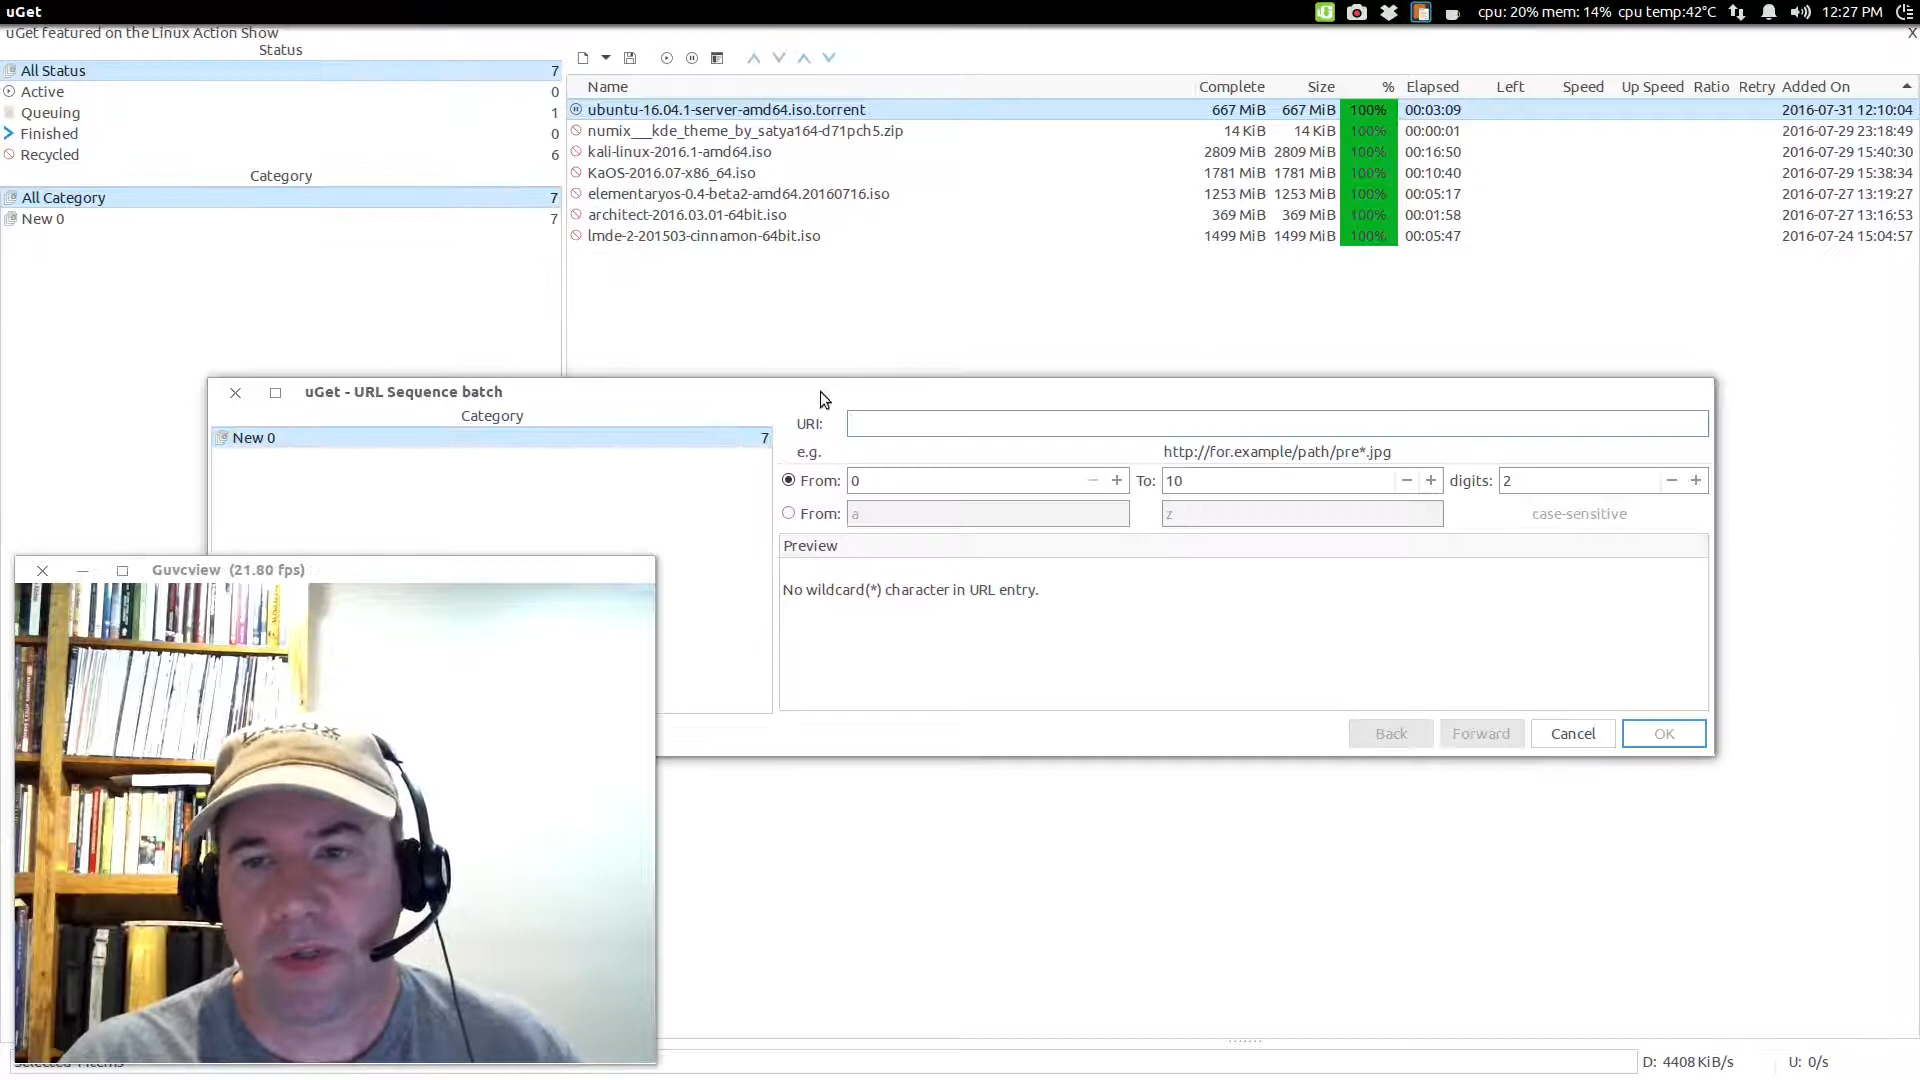 uGet
cpu: 20% mem: 14% cpu temp:42°C 12:27 PM
uGet featured on the Linux Action Show X
Status
All Status 7
Active 0
Queuing 1
Finished 0
Recycled 6
Category
All Category 7
New 0 7
Name Complete Size % Elapsed Left Speed Up Speed Ratio Retry Added On
ubuntu-16.04.1-server-amd64.iso.torrent 667 MiB 667 MiB 100% 00:03:09 2016-07-31 12:10:04
numix___kde_theme_by_satya164-d71pch5.zip 14 KiB 14 KiB 100% 00:00:01 2016-07-29 23:18:49
kali-linux-2016.1-amd64.iso 2809 MiB 2809 MiB 100% 00:16:50 2016-07-29 15:40:30
KaOS-2016.07-x86_64.iso 1781 MiB 1781 MiB 100% 00:10:40 2016-07-29 15:38:34
elementaryos-0.4-beta2-amd64.20160716.iso 1253 MiB 1253 MiB 100% 00:05:17 2016-07-27 13:19:27
architect-2016.03.01-64bit.iso 369 MiB 369 MiB 100% 00:01:58 2016-07-27 13:16:53
lmde-2-201503-cinnamon-64bit.iso 1499 MiB 1499 MiB 100% 00:05:47 2016-07-24 15:04:57
uGet - URL Sequence batch
Category
New 0 7
URI:
e.g. http://for.example/path/pre*.jpg
From: 0 To: 10 digits: 2
From: a z case-sensitive
Preview
No wildcard(*) character in URL entry.
Back Forward Cancel OK
Guvcview (21.80 fps)
D: 4408 KiB/s U: 0/s